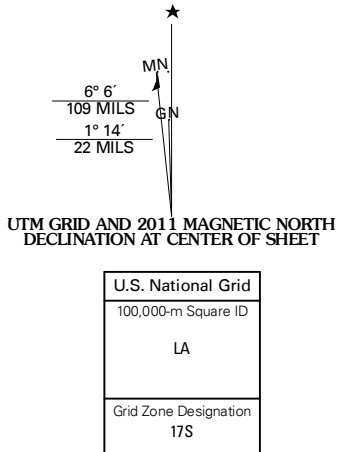 MN
6° 6´
109 MILS
GN
1° 14´
22 MILS
UTM GRID AND 2011 MAGNETIC NORTH
DECLINATION AT CENTER OF SHEET
U.S. National Grid
100,000-m Square ID
LA
Grid Zone Designation
17S